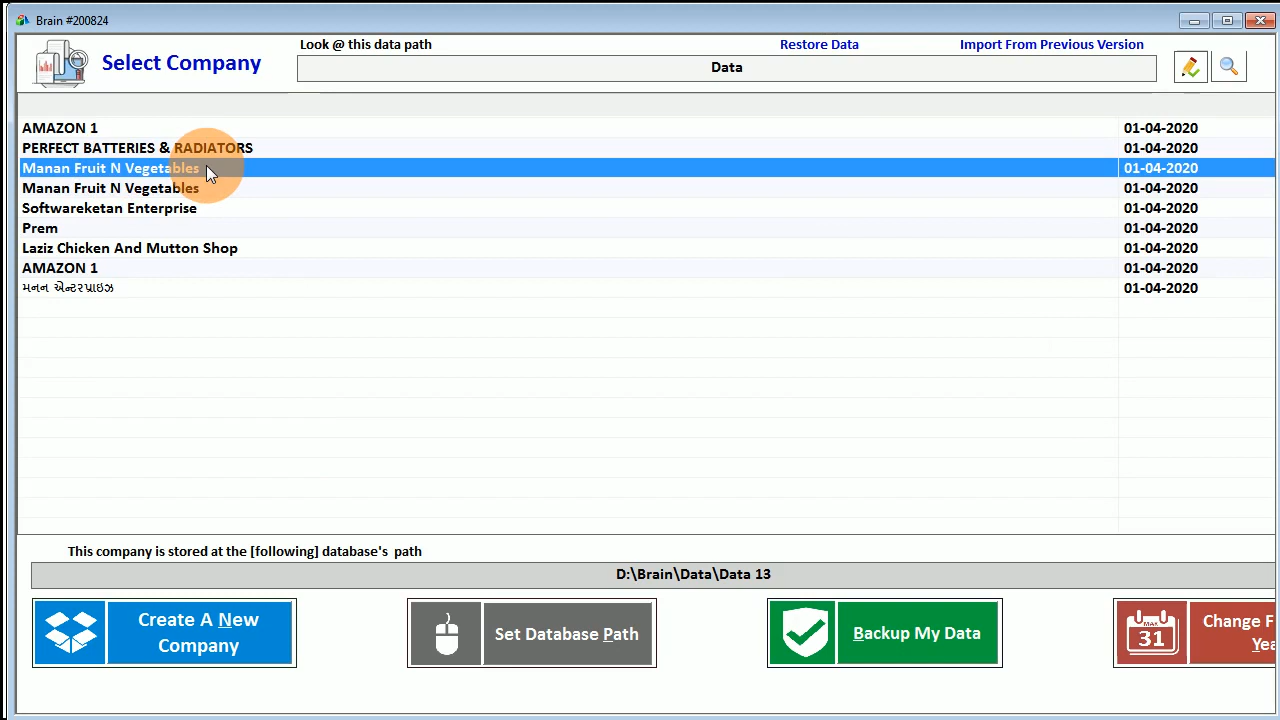 Brain #200824
Look @ this data path
Restore Data
Import From Previous Version
Select Company
Data
AMAZON 1 01-04-2020
PERFECT BATTERIES & RADIATORS 01-04-2020
Manan Fruit N Vegetables 01-04-2020
Manan Fruit N Vegetables 01-04-2020
Softwareketan Enterprise 01-04-2020
Prem 01-04-2020
Laziz Chicken And Mutton Shop 01-04-2020
AMAZON 1 01-04-2020
મનન એન્ટરપ્રાઇઝ 01-04-2020
This company is stored at the [following] database's path
D:\Brain\Data\Data 13
Create A New
Company
Set Database Path
Backup My Data
MAR
31
Change F
Yea